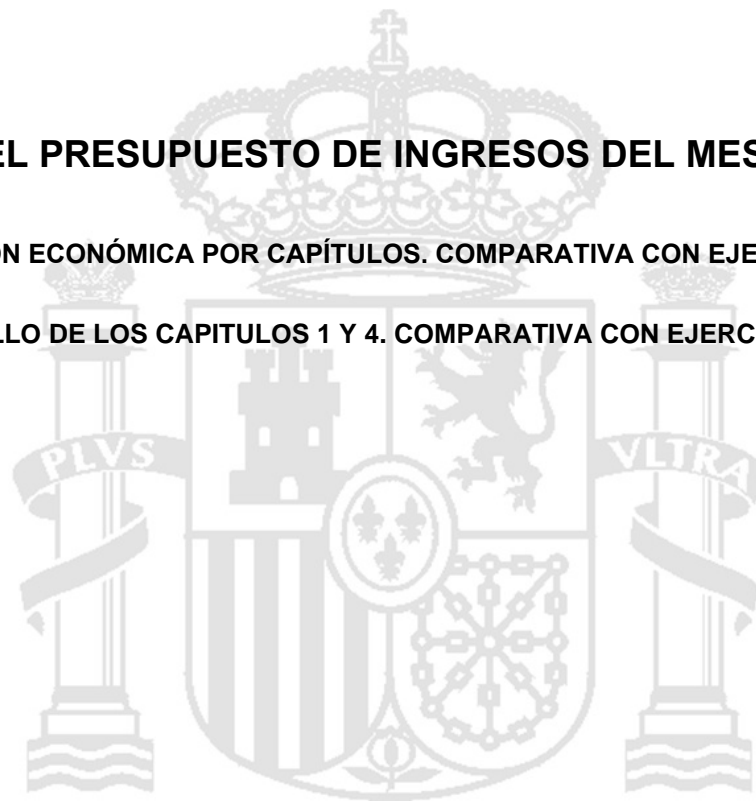 EL PRESUPUESTO DE INGRESOS DEL MES
ÓN ECONÓMICA POR CAPÍTULOS. COMPARATIVA CON EJE
LLO DE LOS CAPITULOS 1 Y 4. COMPARATIVA CON EJERC
PLVS
VLTRA